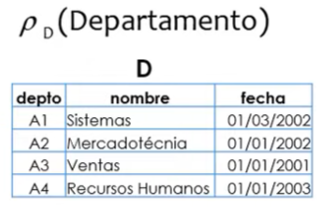 ρ D (Departamento)
D
depto nombre fecha
A1 Sistemas 01/03/2002
A2 Mercadotécnia 01/01/2002
A3 Ventas 01/01/2001
A4 Recursos Humanos 01/01/2003